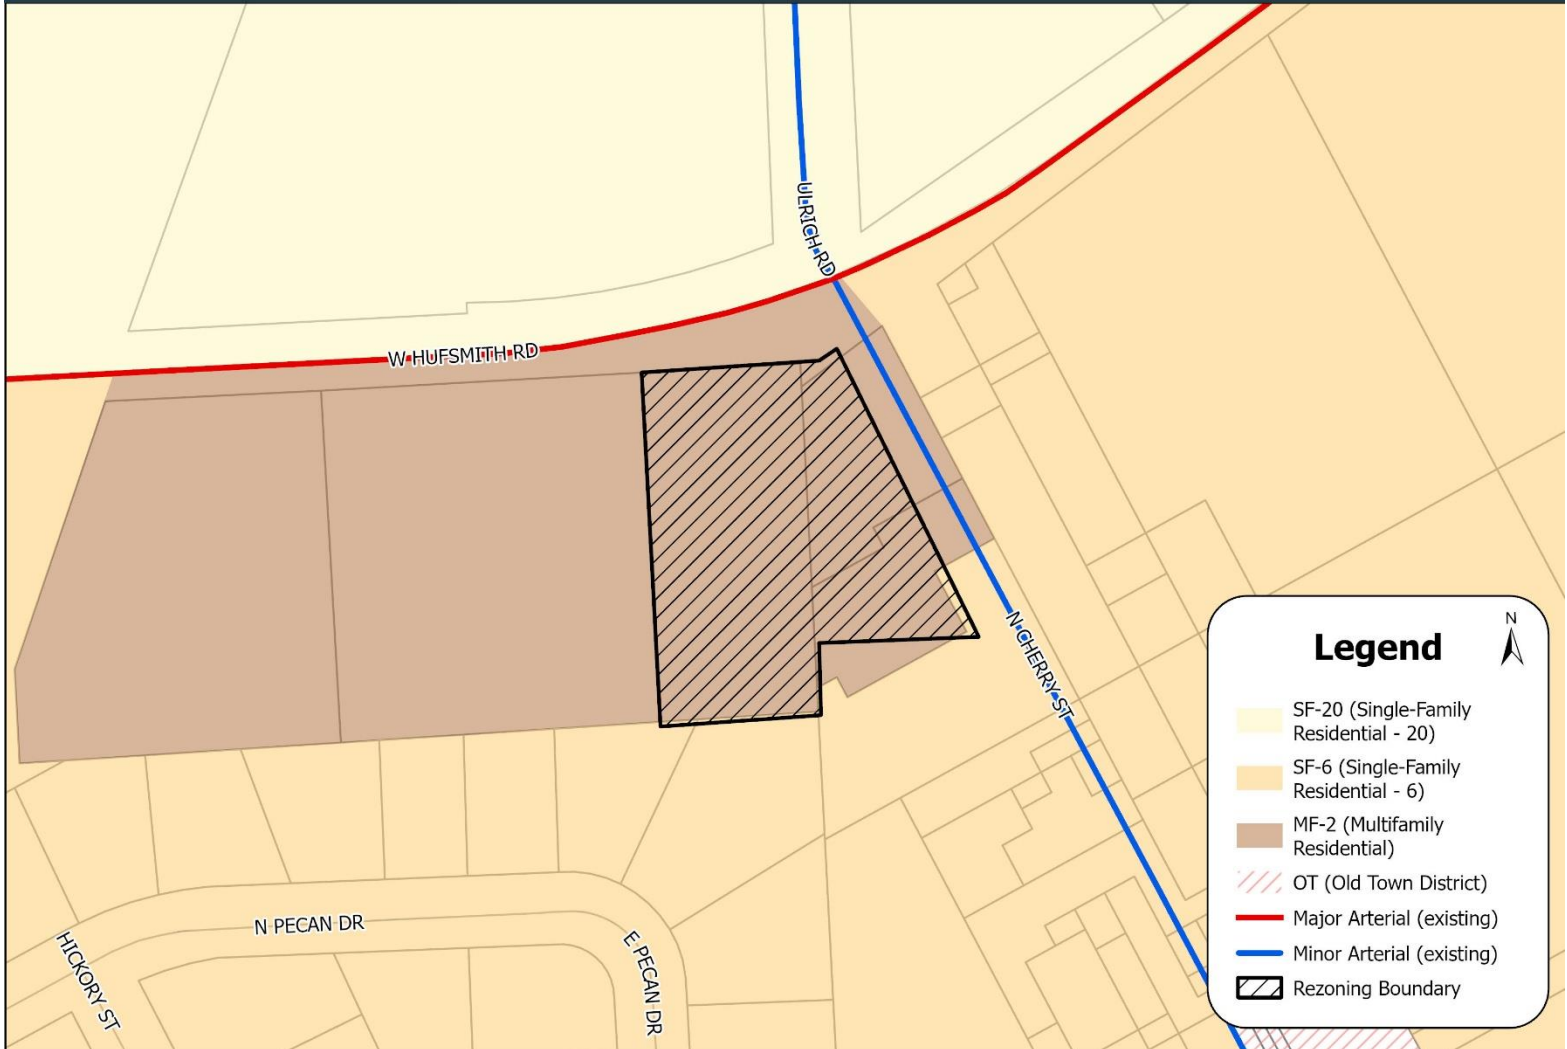 ULRICH RD
W HUFSMITH RD
N CHERRY ST
N PECAN DR
E PECAN DR
HICKORY ST
N
Legend
SF-20 (Single-Family
Residential - 20)
SF-6 (Single-Family
Residential - 6)
MF-2 (Multifamily
Residential)
OT (Old Town District)
Major Arterial (existing)
Minor Arterial (existing)
Rezoning Boundary